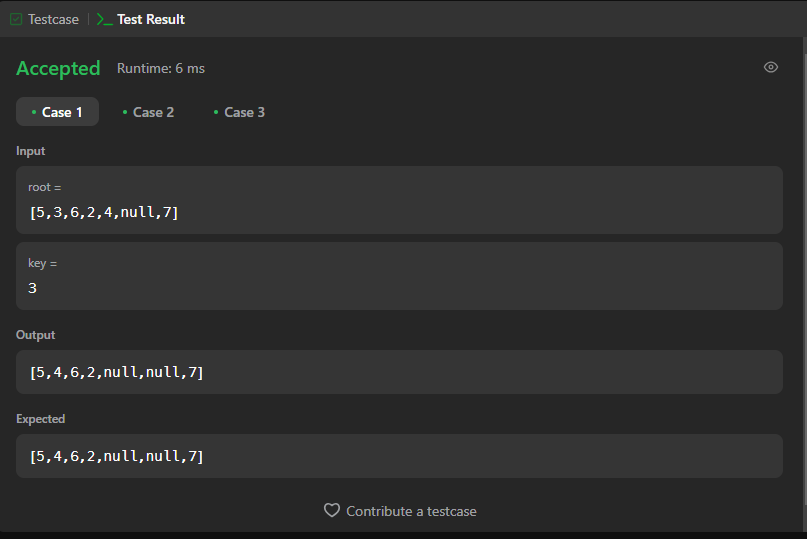 Testcase | >_ Test Result
Accepted Runtime: 6 ms
• Case 1 • Case 2 • Case 3
Input
root =
[5,3,6,2,4,null,7]
key =
3
Output
[5,4,6,2,null,null,7]
Expected
[5,4,6,2,null,null,7]
Contribute a testcase